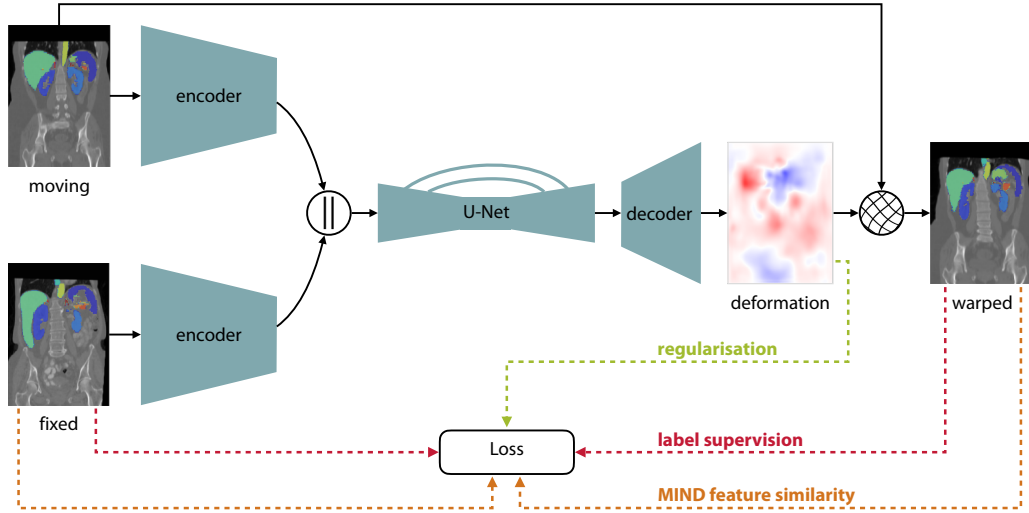 encoder
moving
||
U-Net
decoder
encoder
deformation
warped
regularisation
fixed
label supervision
Loss
MIND feature similarity